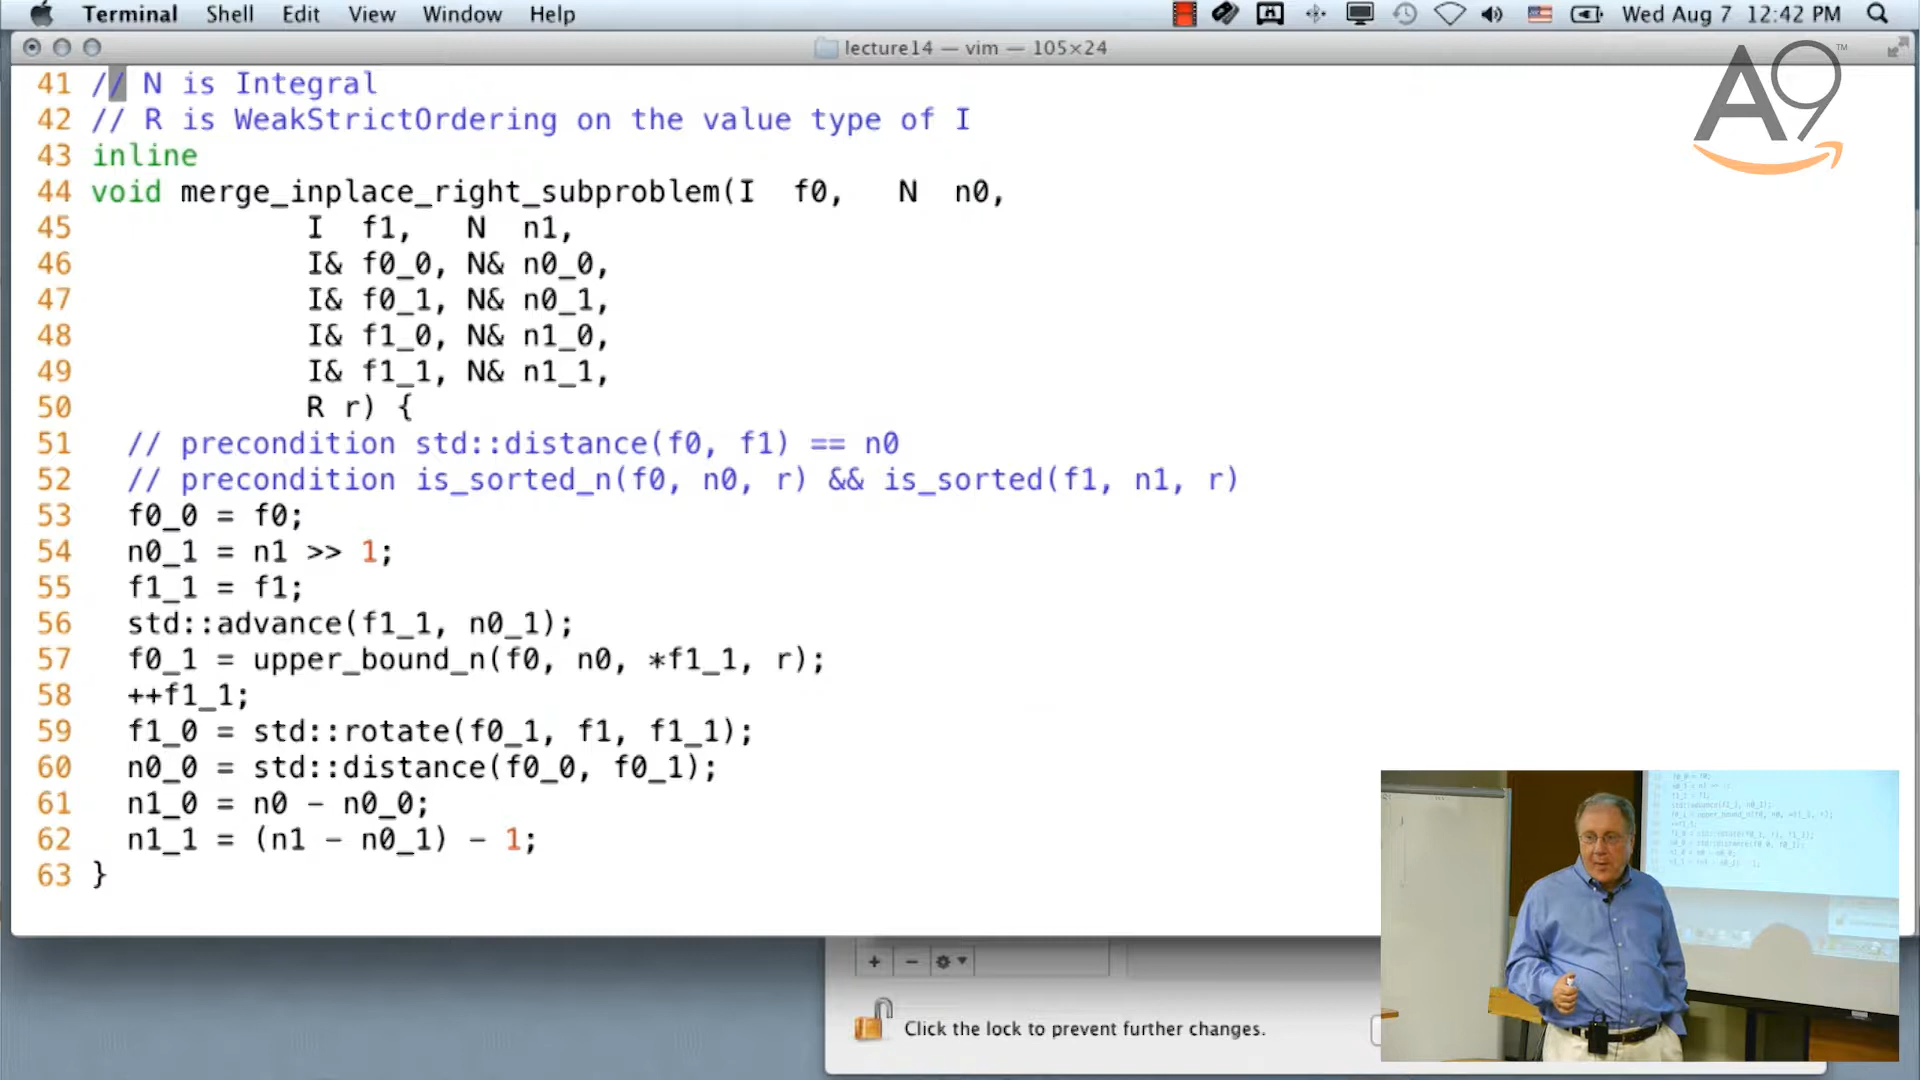 Terminal Shell Edit View Window Help Wed Aug 7 12:42 PM
lecture14 — vim — 105×24
A9™
41 // N is Integral
42 // R is WeakStrictOrdering on the value type of I
43 inline
44 void merge_inplace_right_subproblem(I f0, N n0,
45 I f1, N n1,
46 I& f0_0, N& n0_0,
47 I& f0_1, N& n0_1,
48 I& f1_0, N& n1_0,
49 I& f1_1, N& n1_1,
50 R r) {
51 // precondition std::distance(f0, f1) == n0
52 // precondition is_sorted_n(f0, n0, r) && is_sorted(f1, n1, r)
53 f0_0 = f0;
54 n0_1 = n1 >> 1;
55 f1_1 = f1;
56 std::advance(f1_1, n0_1);
57 f0_1 = upper_bound_n(f0, n0, *f1_1, r);
58 ++f1_1;
59 f1_0 = std::rotate(f0_1, f1, f1_1);
60 n0_0 = std::distance(f0_0, f0_1);
61 n1_0 = n0 - n0_0;
62 n1_1 = (n1 - n0_1) - 1;
63 }
Click the lock to prevent further changes.